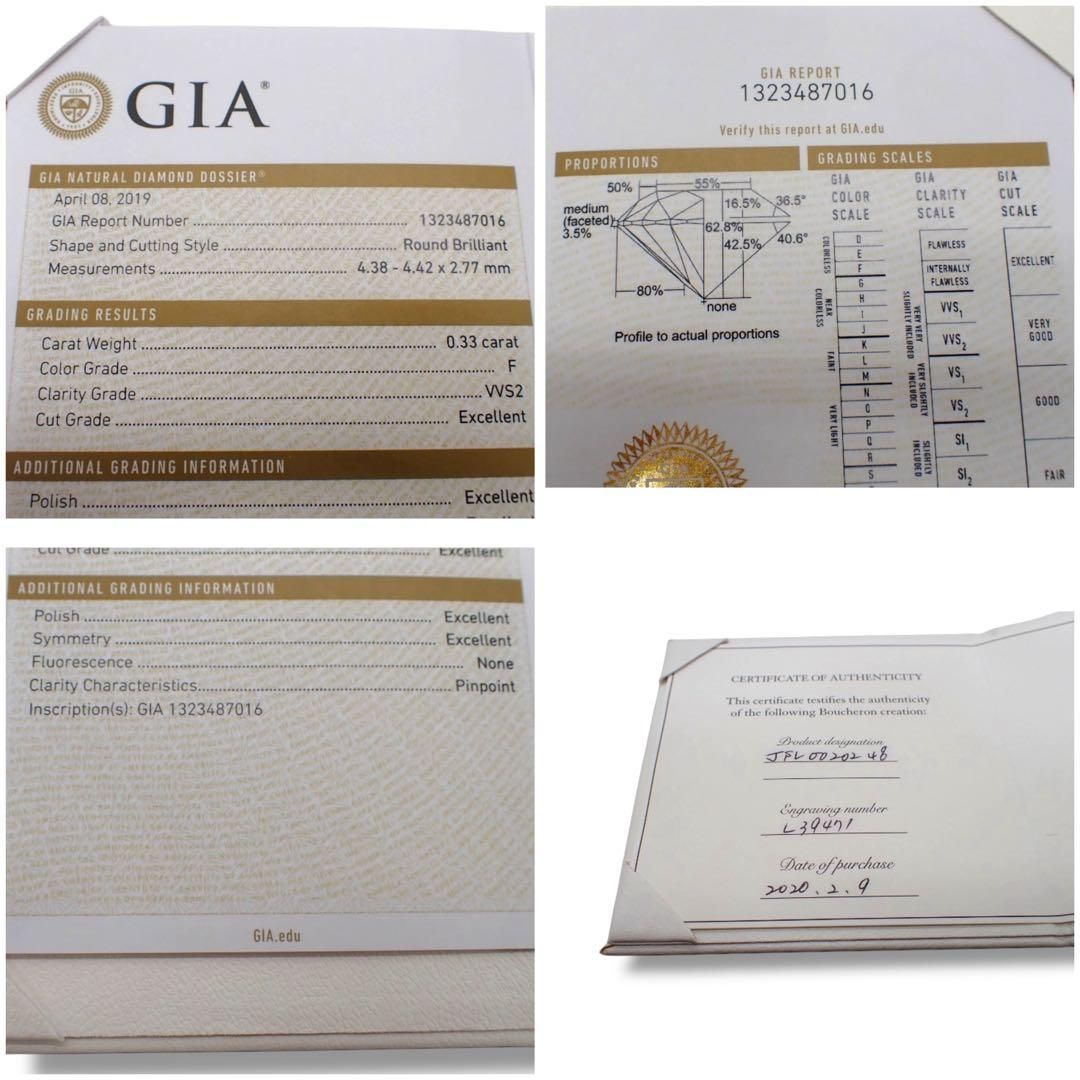 GIA
GIA®
GIA NATURAL DIAMOND DOSSIER®
April 08, 2019
GIA Report Number ........ 1323487016
Shape and Cutting Style ........ Round Brilliant
Measurements ........ 4.38 - 4.42 x 2.77 mm
GRADING RESULTS
Carat Weight ........ 0.33 carat
Color Grade ........ F
Clarity Grade ........ VVS2
Cut Grade ........ Excellent
ADDITIONAL GRADING INFORMATION
Polish ........ Excellent
GIA REPORT
1323487016
Verify this report at GIA.edu
PROPORTIONS
50%
55%
medium
(faceted)
3.5%
16.5%
36.5°
62.8%
42.5%
40.6°
80%
none
Profile to actual proportions
GRADING SCALES
GIA
COLOR
SCALE
COLORLESS
NEAR
COLORLESS
FAINT
VERY LIGHT
D
E
F
G
H
I
J
K
L
M
N
O
P
Q
R
S
GIA
CLARITY
SCALE
FLAWLESS
INTERNALLY
FLAWLESS
VERY VERY
SLIGHTLY INCLUDED
VVS1
VVS2
VERY SLIGHTLY
INCLUDED
VS1
VS2
SLIGHTLY
INCLUDED
SI1
SI2
GIA
CUT
SCALE
EXCELLENT
VERY
GOOD
GOOD
FAIR
Cut Grade ........ Excellent
ADDITIONAL GRADING INFORMATION
Polish ........ Excellent
Symmetry ........ Excellent
Fluorescence ........ None
Clarity Characteristics ........ Pinpoint
Inscription(s): GIA 1323487016
GIA.edu
CERTIFICATE OF AUTHENTICITY
This certificate testifies the authenticity
of the following Boucheron creation:
Product designation
JFL 00202 48
Engraving number
L39471
Date of purchase
2020.2.9